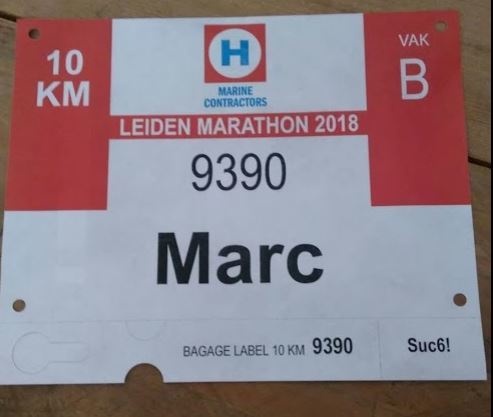 10
KM
H
MARINE
CONTRACTORS
VAK
B
LEIDEN MARATHON 2018
9390
Marc
BAGAGE LABEL 10 KM 9390
Suc6!